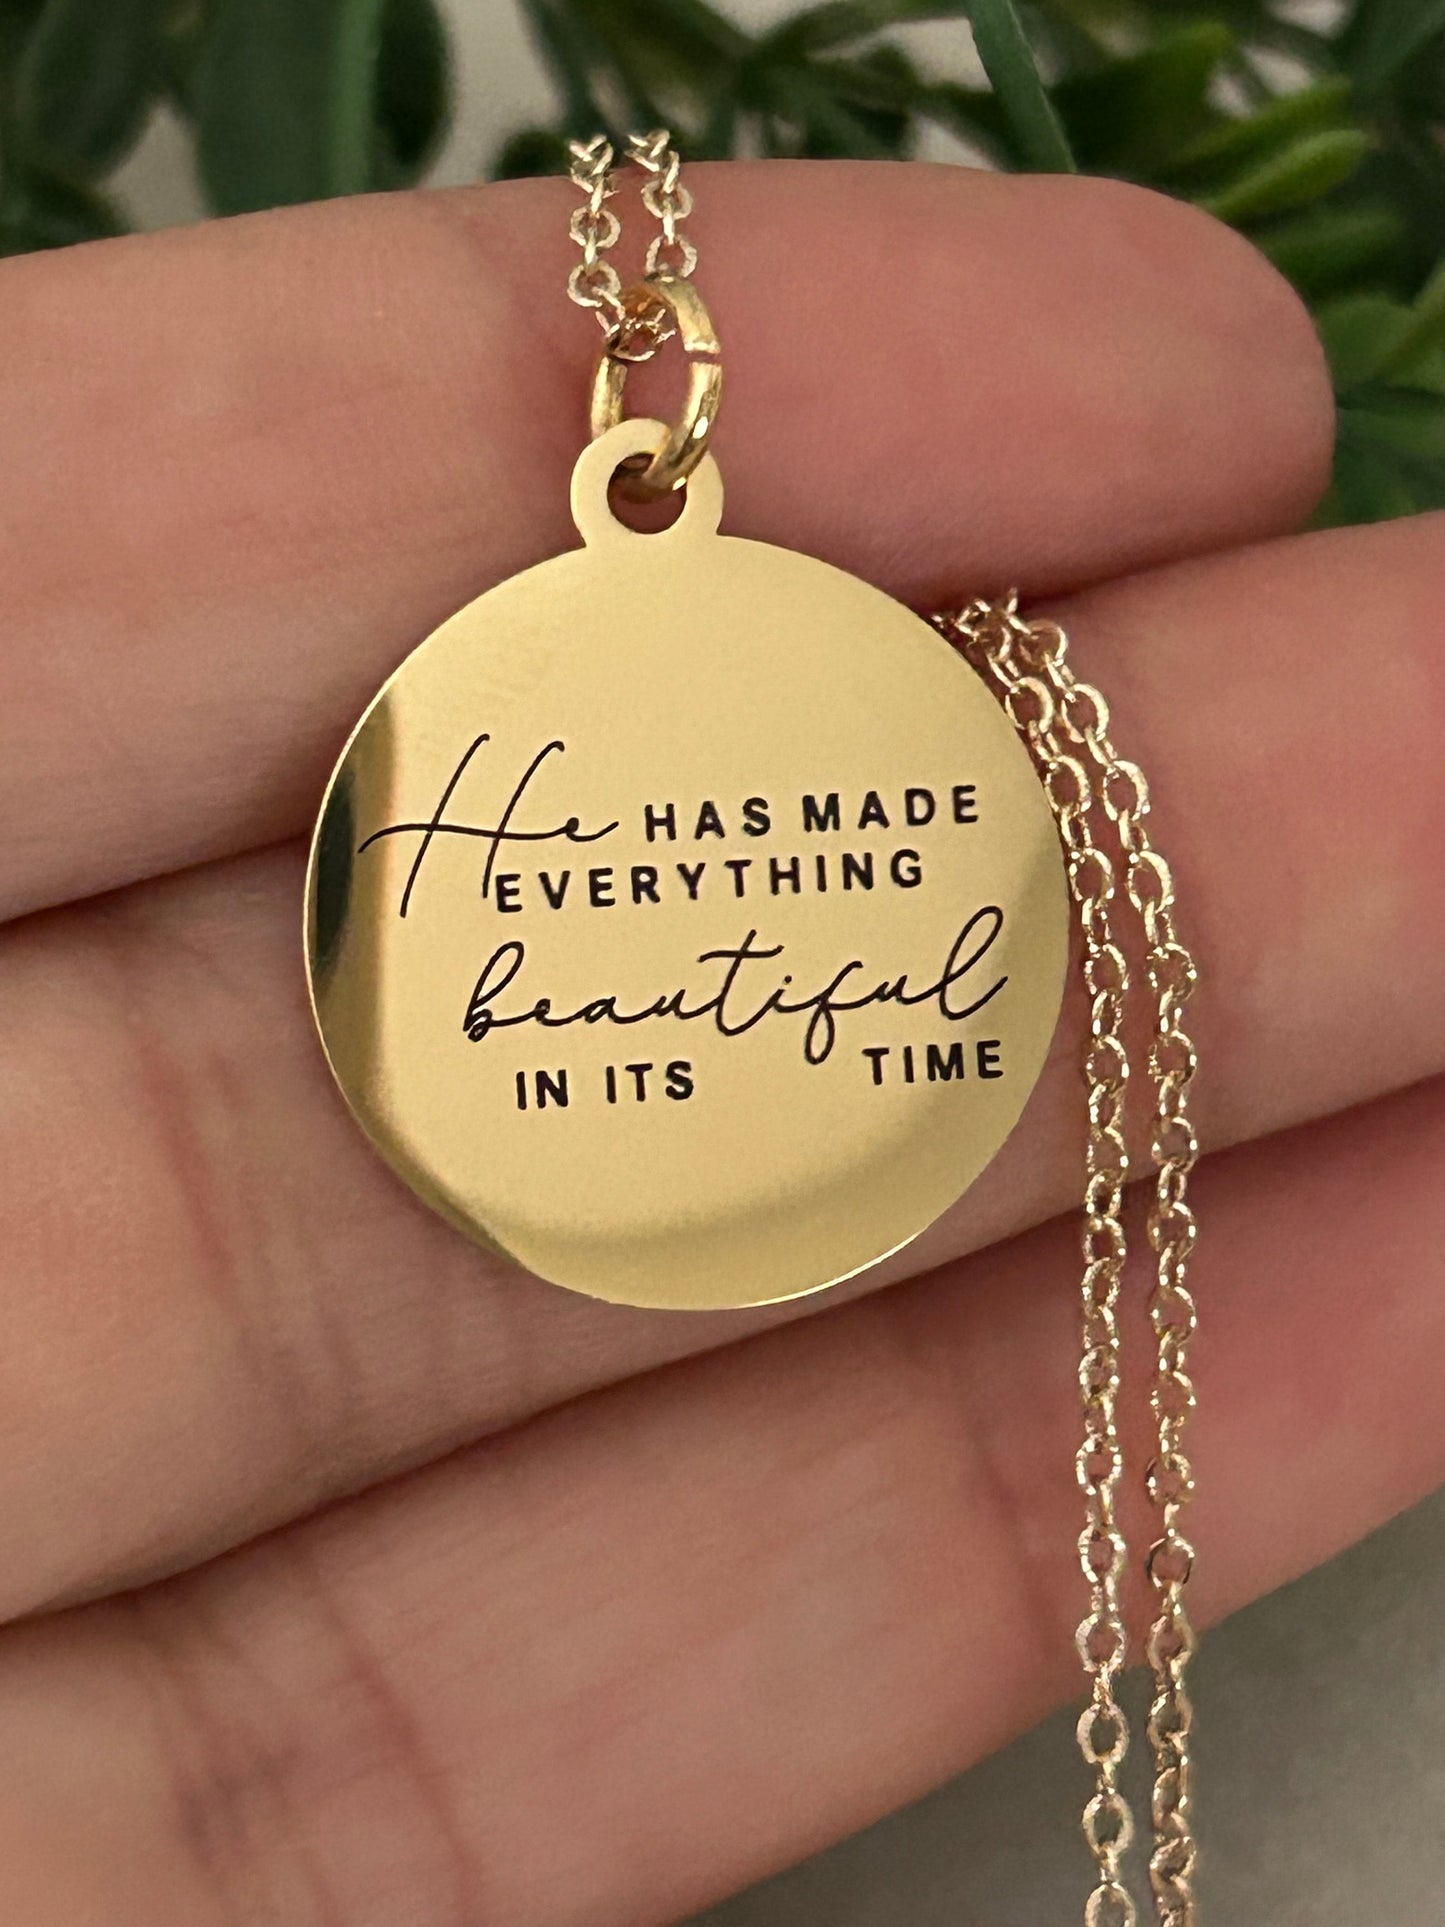 He HAS MADE
EVERYTHING
beautiful
IN ITS TIME